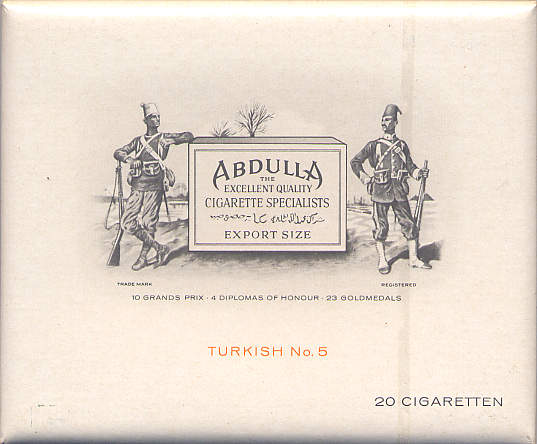 ABDULLA
THE
EXCELLENT QUALITY
CIGARETTE SPECIALISTS
EXPORT SIZE
TRADE MARK
REGISTERED
10 GRANDS PRIX · 4 DIPLOMAS OF HONOUR · 23 GOLDMEDALS
TURKISH No. 5
20 CIGARETTEN